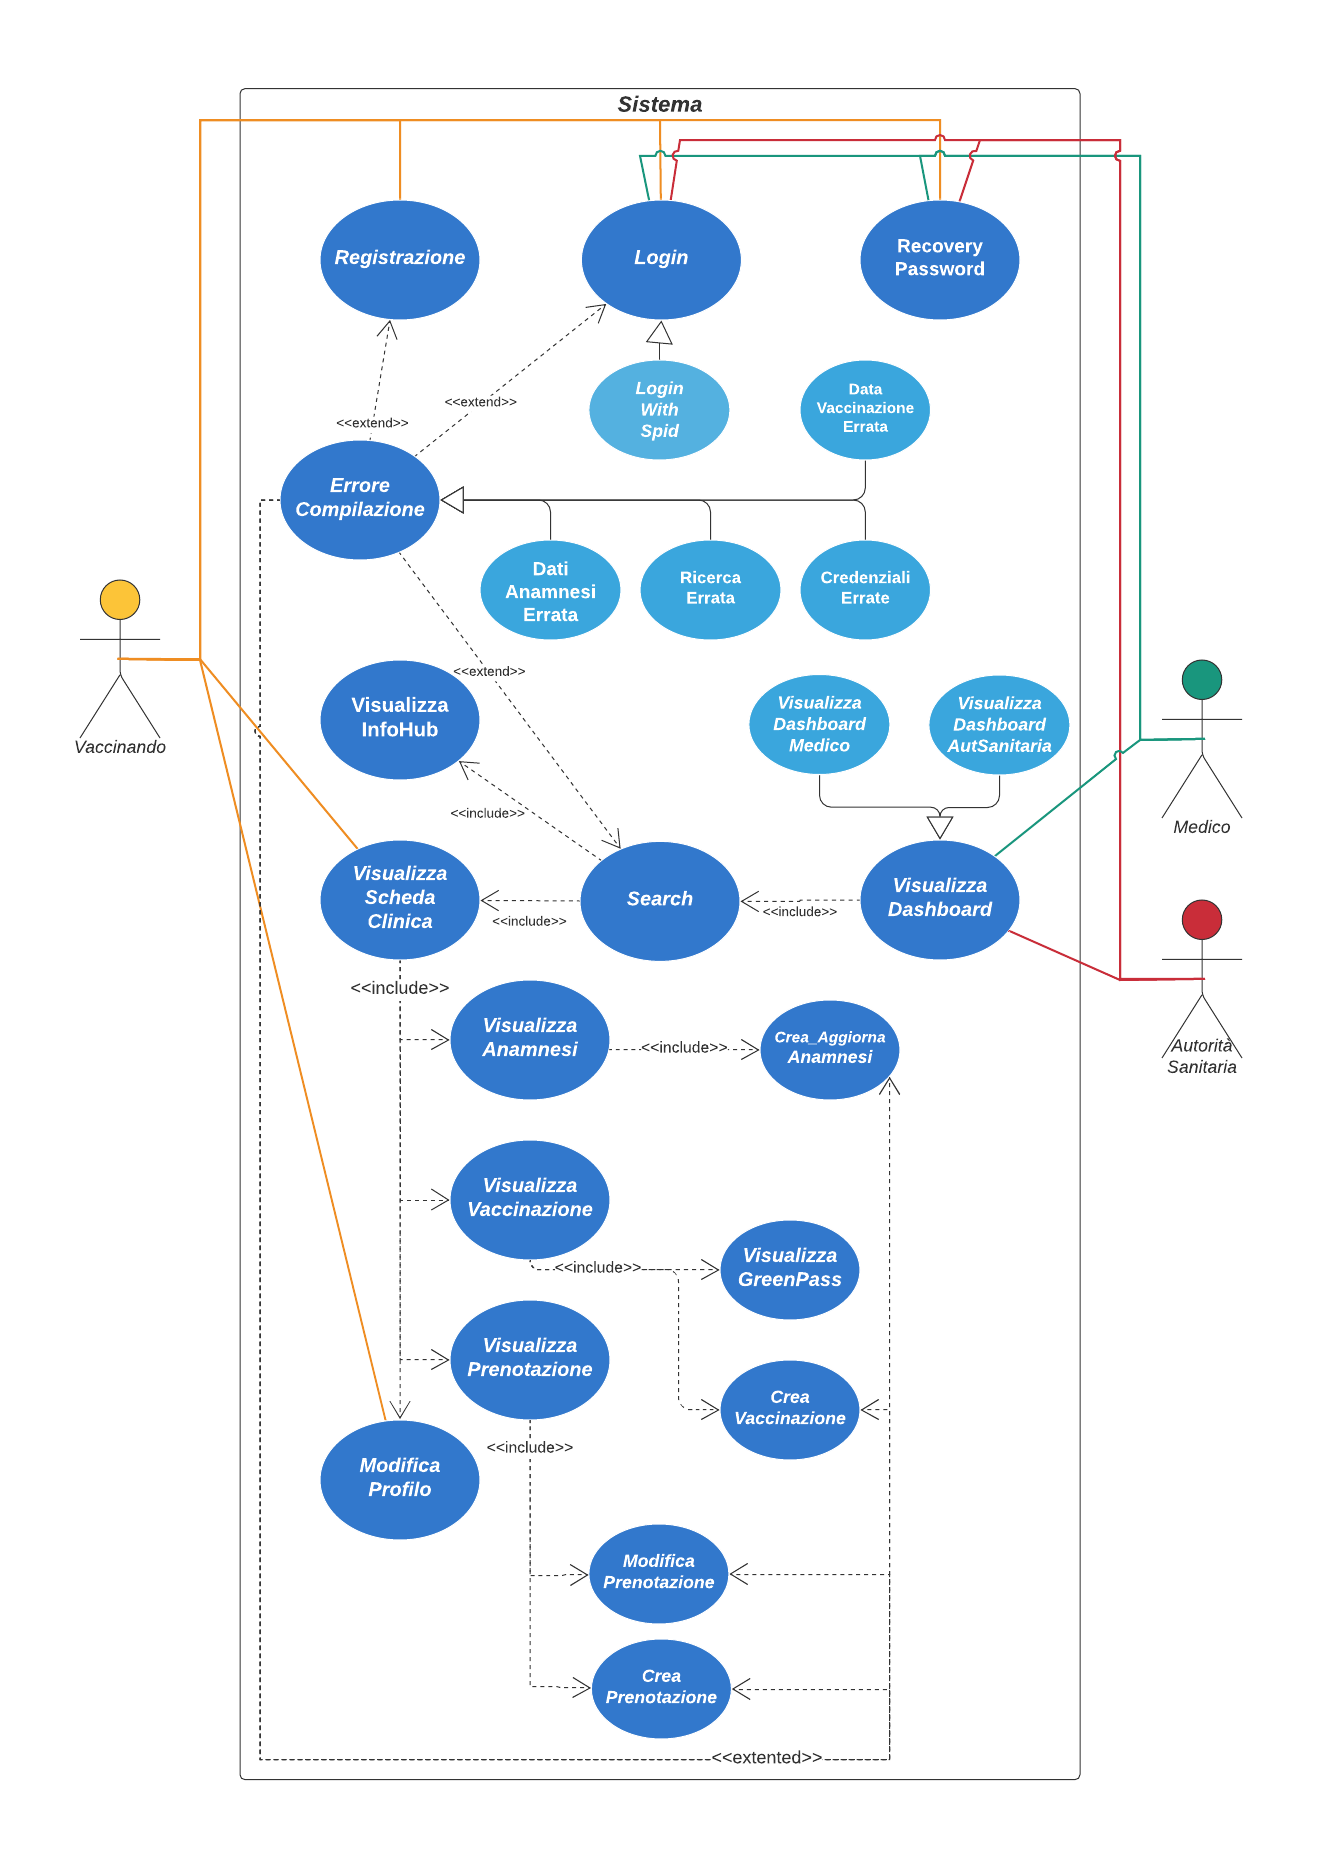 Sistema
Registrazione
Login
Recovery
Password
<<extend>>
<<extend>>
Login
With
Spid
Data
Vaccinazione
Errata
Errore
Compilazione
Dati
Anamnesi
Errata
Ricerca
Errata
Credenziali
Errate
Vaccinando
<<extend>>
Visualizza
InfoHub
Visualizza
Dashboard
Medico
Visualizza
Dashboard
AutSanitaria
Medico
<<include>>
Visualizza
Scheda
Clinica
<<include>>
Search
<<include>>
Visualizza
Dashboard
<<include>>
Visualizza
Anamnesi
<<include>>
Crea_Aggiorna
Anamnesi
Autorità
Sanitaria
Visualizza
Vaccinazione
<<include>>
Visualizza
GreenPass
Visualizza
Prenotazione
Crea
Vaccinazione
<<include>>
Modifica
Profilo
Modifica
Prenotazione
Crea
Prenotazione
<<extented>>